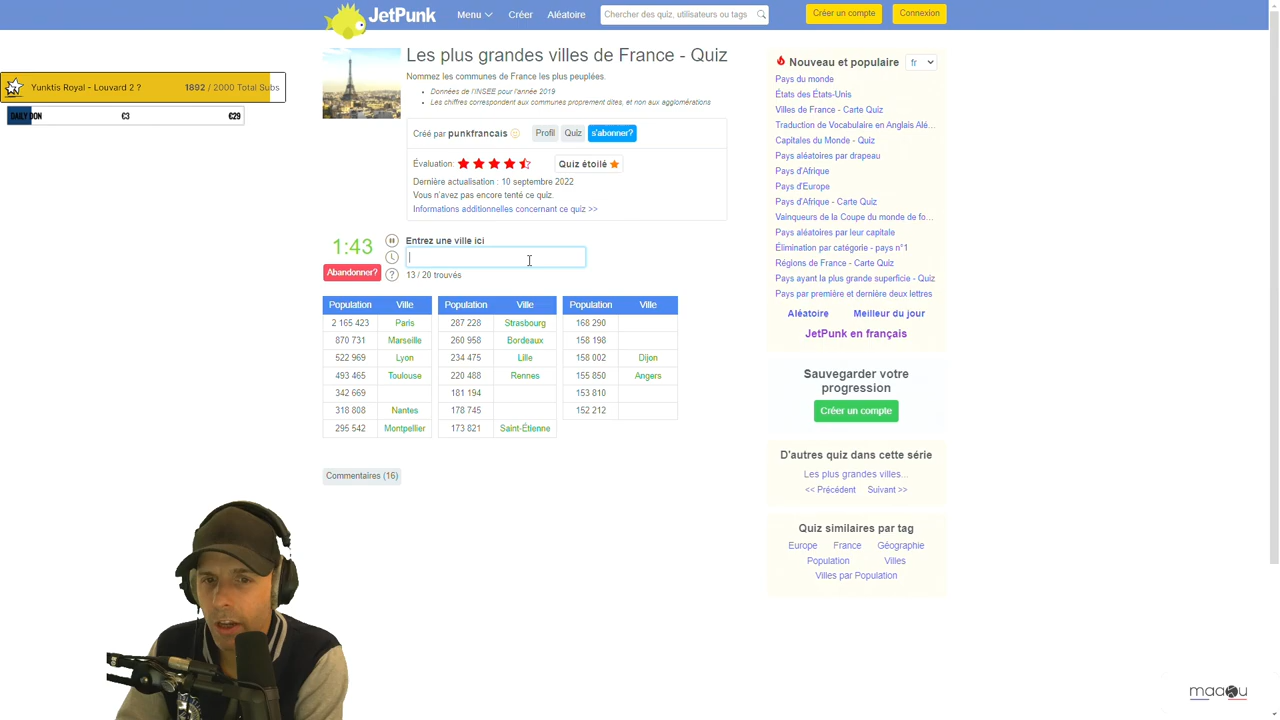 JetPunk
Menu
Créer
Aléatoire
Chercher des quiz, utilisateurs ou tags
Créer un compte
Connexion
Yunktis Royal - Louvard 2 ?
1892 / 2000 Total Subs
DAILY DON
€3
€29
Les plus grandes villes de France - Quiz
Nommez les communes de France les plus peuplées.
Données de l'INSEE pour l'année 2019
Les chiffres correspondent aux communes proprement dites, et non aux agglomérations
Créé par punkfrancais
Profil
Quiz
s'abonner?
Évaluation:
Quiz étoilé
Dernière actualisation : 10 septembre 2022
Vous n'avez pas encore tenté ce quiz.
Informations additionnelles concernant ce quiz >>
1:43
Abandonner?
Entrez une ville ici
13 / 20 trouvés
Population Ville Population Ville Population Ville
2 165 423 Paris 287 228 Strasbourg 168 290
870 731 Marseille 260 958 Bordeaux 158 198
522 969 Lyon 234 475 Lille 158 002 Dijon
493 465 Toulouse 220 488 Rennes 155 850 Angers
342 669 181 194 153 810
318 808 Nantes 178 745 152 212
295 542 Montpellier 173 821 Saint-Étienne
Commentaires (16)
Nouveau et populaire
fr
Pays du monde
États des États-Unis
Villes de France - Carte Quiz
Traduction de Vocabulaire en Anglais Alé...
Capitales du Monde - Quiz
Pays aléatoires par drapeau
Pays d'Afrique
Pays d'Europe
Pays d'Afrique - Carte Quiz
Vainqueurs de la Coupe du monde de fo...
Pays aléatoires par leur capitale
Élimination par catégorie - pays n°1
Régions de France - Carte Quiz
Pays ayant la plus grande superficie - Quiz
Pays par première et dernière deux lettres
Aléatoire
Meilleur du jour
JetPunk en français
Sauvegarder votre
progression
Créer un compte
D'autres quiz dans cette série
Les plus grandes villes...
<< Précédent
Suivant >>
Quiz similaires par tag
Europe
France
Géographie
Population
Villes
Villes par Population
maaku